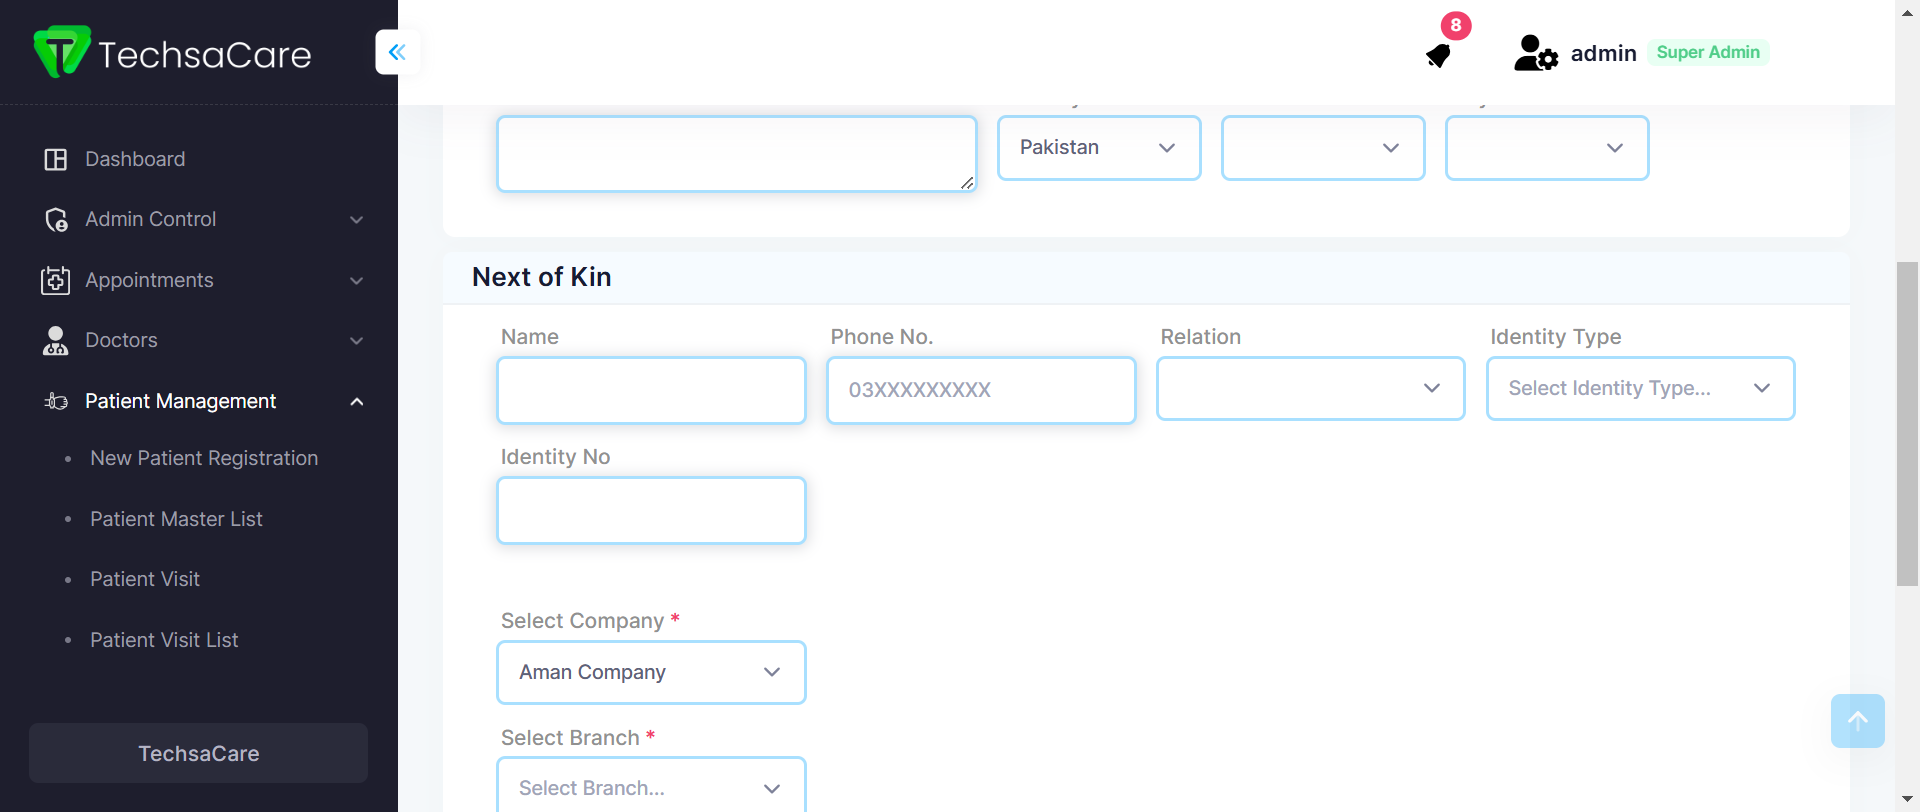 TechsaCare
8
admin
Super Admin
Dashboard
Admin Control
Appointments
Doctors
Patient Management
New Patient Registration
Patient Master List
Patient Visit
Patient Visit List
TechsaCare
Pakistan
Next of Kin
Name
Phone No.
Relation
Identity Type
03XXXXXXXXX
Select Identity Type...
Identity No
Select Company *
Aman Company
Select Branch *
Select Branch...